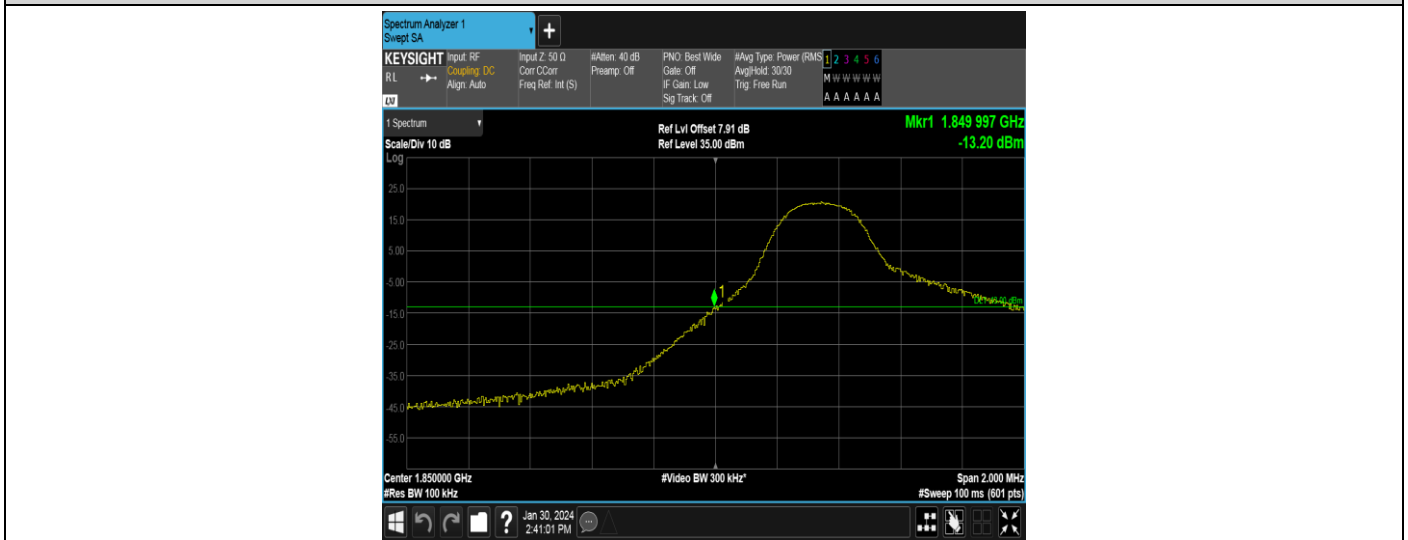 Spectrum Analyzer 1
Swept SA
+
KEYSIGHT
RL
LXI
Input: RF
Coupling: DC
Align: Auto
Input Z: 50 Ω
Corr CCorr
Freq Ref: Int (S)
#Atten: 40 dB
Preamp: Off
PNO: Best Wide
Gate: Off
IF Gain: Low
Sig Track: Off
#Avg Type: Power (RMS
Avg|Hold: 30/30
Trig: Free Run
1 2 3 4 5 6
M W W W W W
A A A A A A
1 Spectrum
Scale/Div 10 dB
Log
Ref Lvl Offset 7.91 dB
Ref Level 35.00 dBm
Mkr1 1.849 997 GHz
-13.20 dBm
25.0
15.0
5.00
-5.00
1
-15.0
-25.0
-35.0
-45.0
-55.0
Center 1.850000 GHz
#Video BW 300 kHz*
Span 2.000 MHz
#Res BW 100 kHz
#Sweep 100 ms (601 pts)
?
Jan 30, 2024
2:41:01 PM